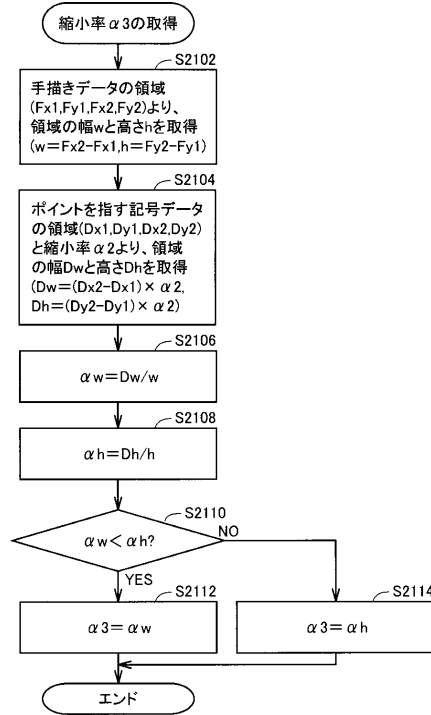 縮小率α3の取得
S2102
手描きデータの領域
(Fx1,Fy1,Fx2,Fy2)より、
領域の幅wと高さhを取得
(w=Fx2-Fx1,h=Fy2-Fy1)
S2104
ポイントを指す記号データ
の領域(Dx1,Dy1,Dx2,Dy2)
と縮小率α2より、領域
の幅Dwと高さDhを取得
(Dw=(Dx2-Dx1)×α2,
Dh=(Dy2-Dy1)×α2)
S2106
αw=Dw/w
S2108
αh=Dh/h
S2110
αw<αh?
NO
YES
S2112
α3=αw
S2114
α3=αh
エンド